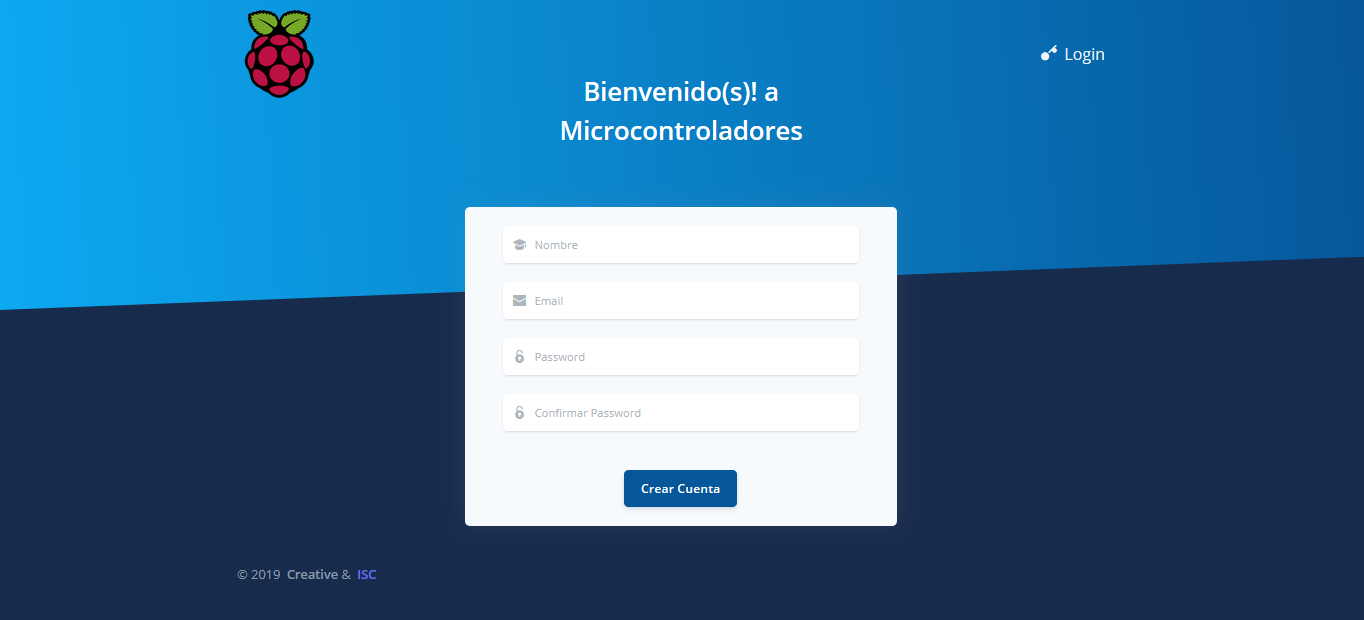 Login
Bienvenido(s)! a
Microcontroladores
Nombre
Email
Password
Confirmar Password
Crear Cuenta
© 2019 Creative & ISC